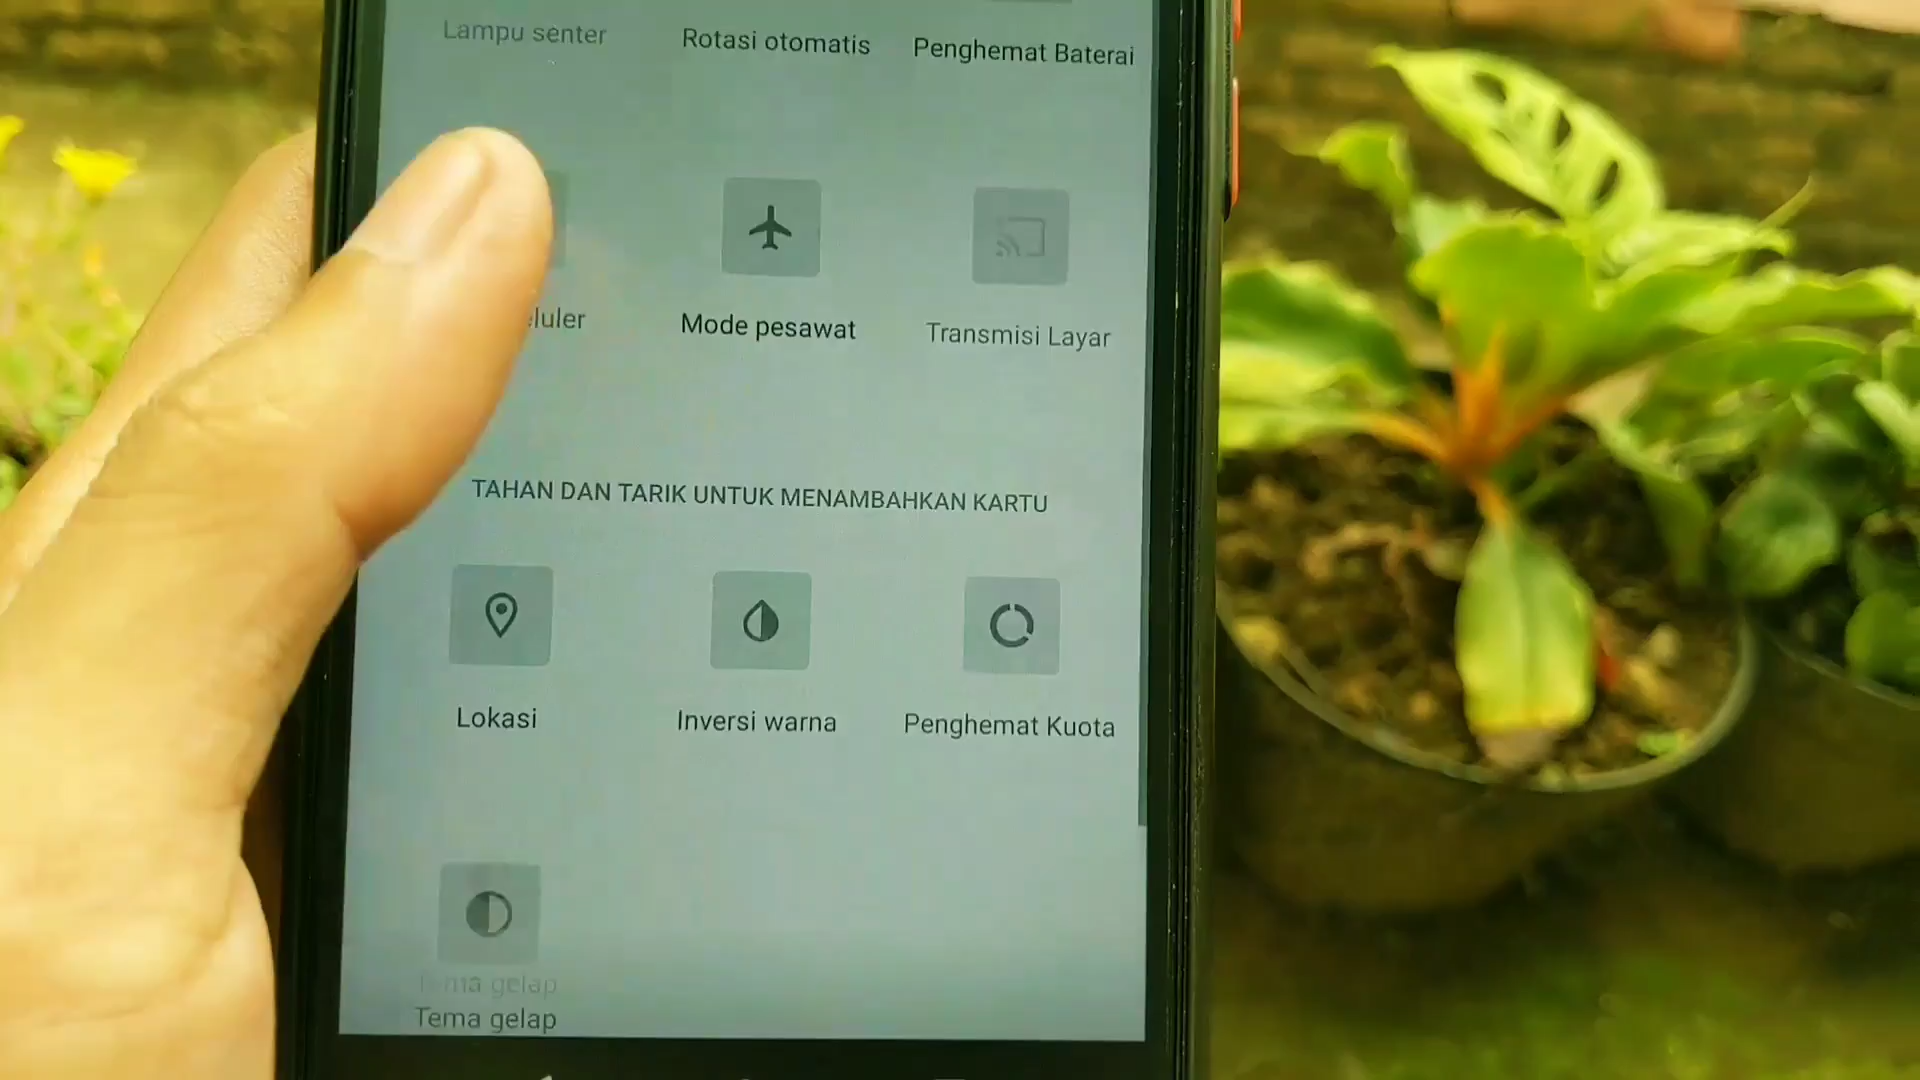 Lampu senter
Rotasi otomatis
Penghemat Baterai
Mode pesawat
Transmisi Layar
TAHAN DAN TARIK UNTUK MENAMBAHKAN KARTU
Lokasi
Inversi warna
Penghemat Kuota
Tema gelap
Tema gelap